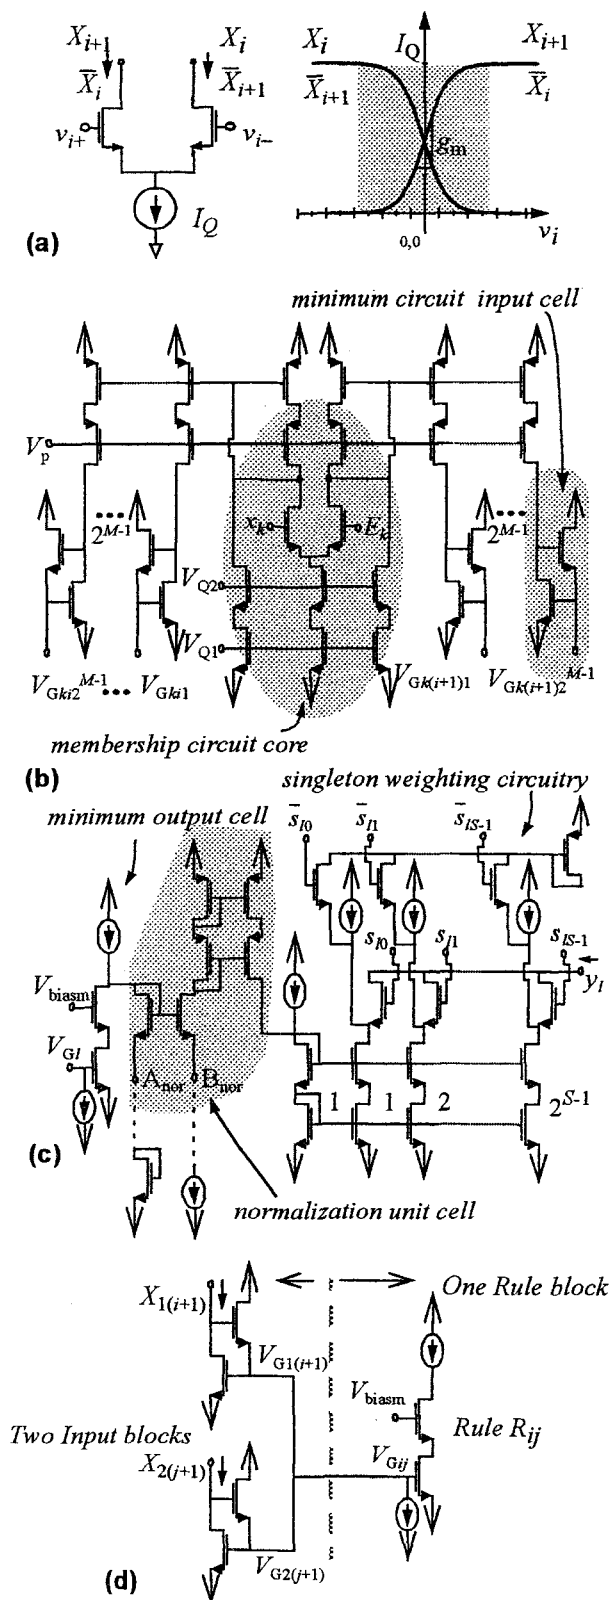 X_{i+1} X_i X_i I_Q X_{i+1}
X̄_i X̄_{i+1} X̄_{i+1} X̄_i
v_{i+} v_{i-} g_m
I_Q 0,0 v_i
(a)
minimum circuit input cell
V_p
2^{M-1} x_k E_k 2^{M-1}
V_{Q2}
V_{Q1}
V_{Gki2^{M-1}} V_{Gki1} V_{Gk(i+1)1} V_{Gk(i+1)2^{M-1}}
membership circuit core
(b)
singleton weighting circuitry
minimum output cell s̄_{l0} s̄_{l1} s̄_{lS-1}
s_{l0} s_{l1} s_{lS-1}
V_{biasm} y_l
V_{Gl} A_{nor} B_{nor}
1 1 2 2^{S-1}
(c)
normalization unit cell
X_{1(i+1)} One Rule block
V_{G1(i+1)}
V_{biasm}
Two Input blocks Rule R_{ij}
X_{2(j+1)} V_{Gij}
V_{G2(j+1)}
(d)